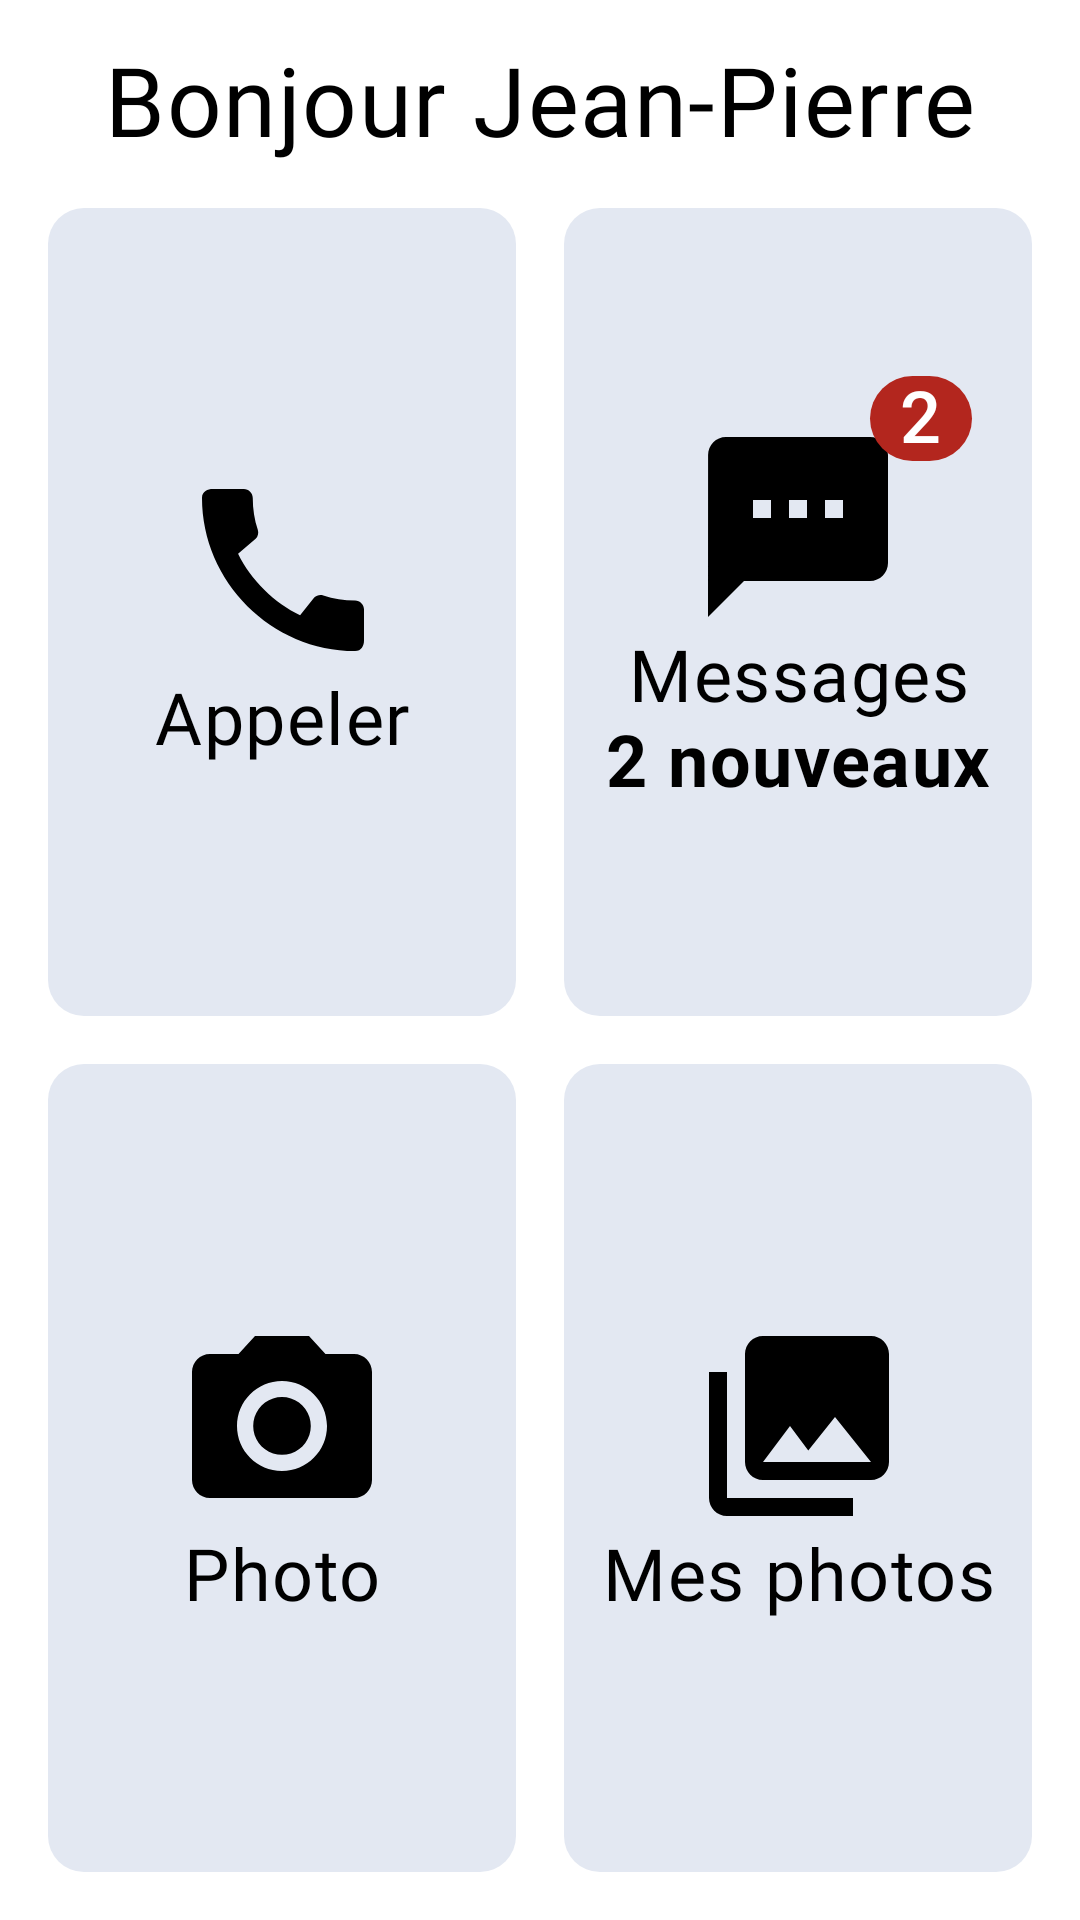 Bonjour Jean-Pierre
Appeler
2
Messages
2 nouveaux
Photo
Mes photos